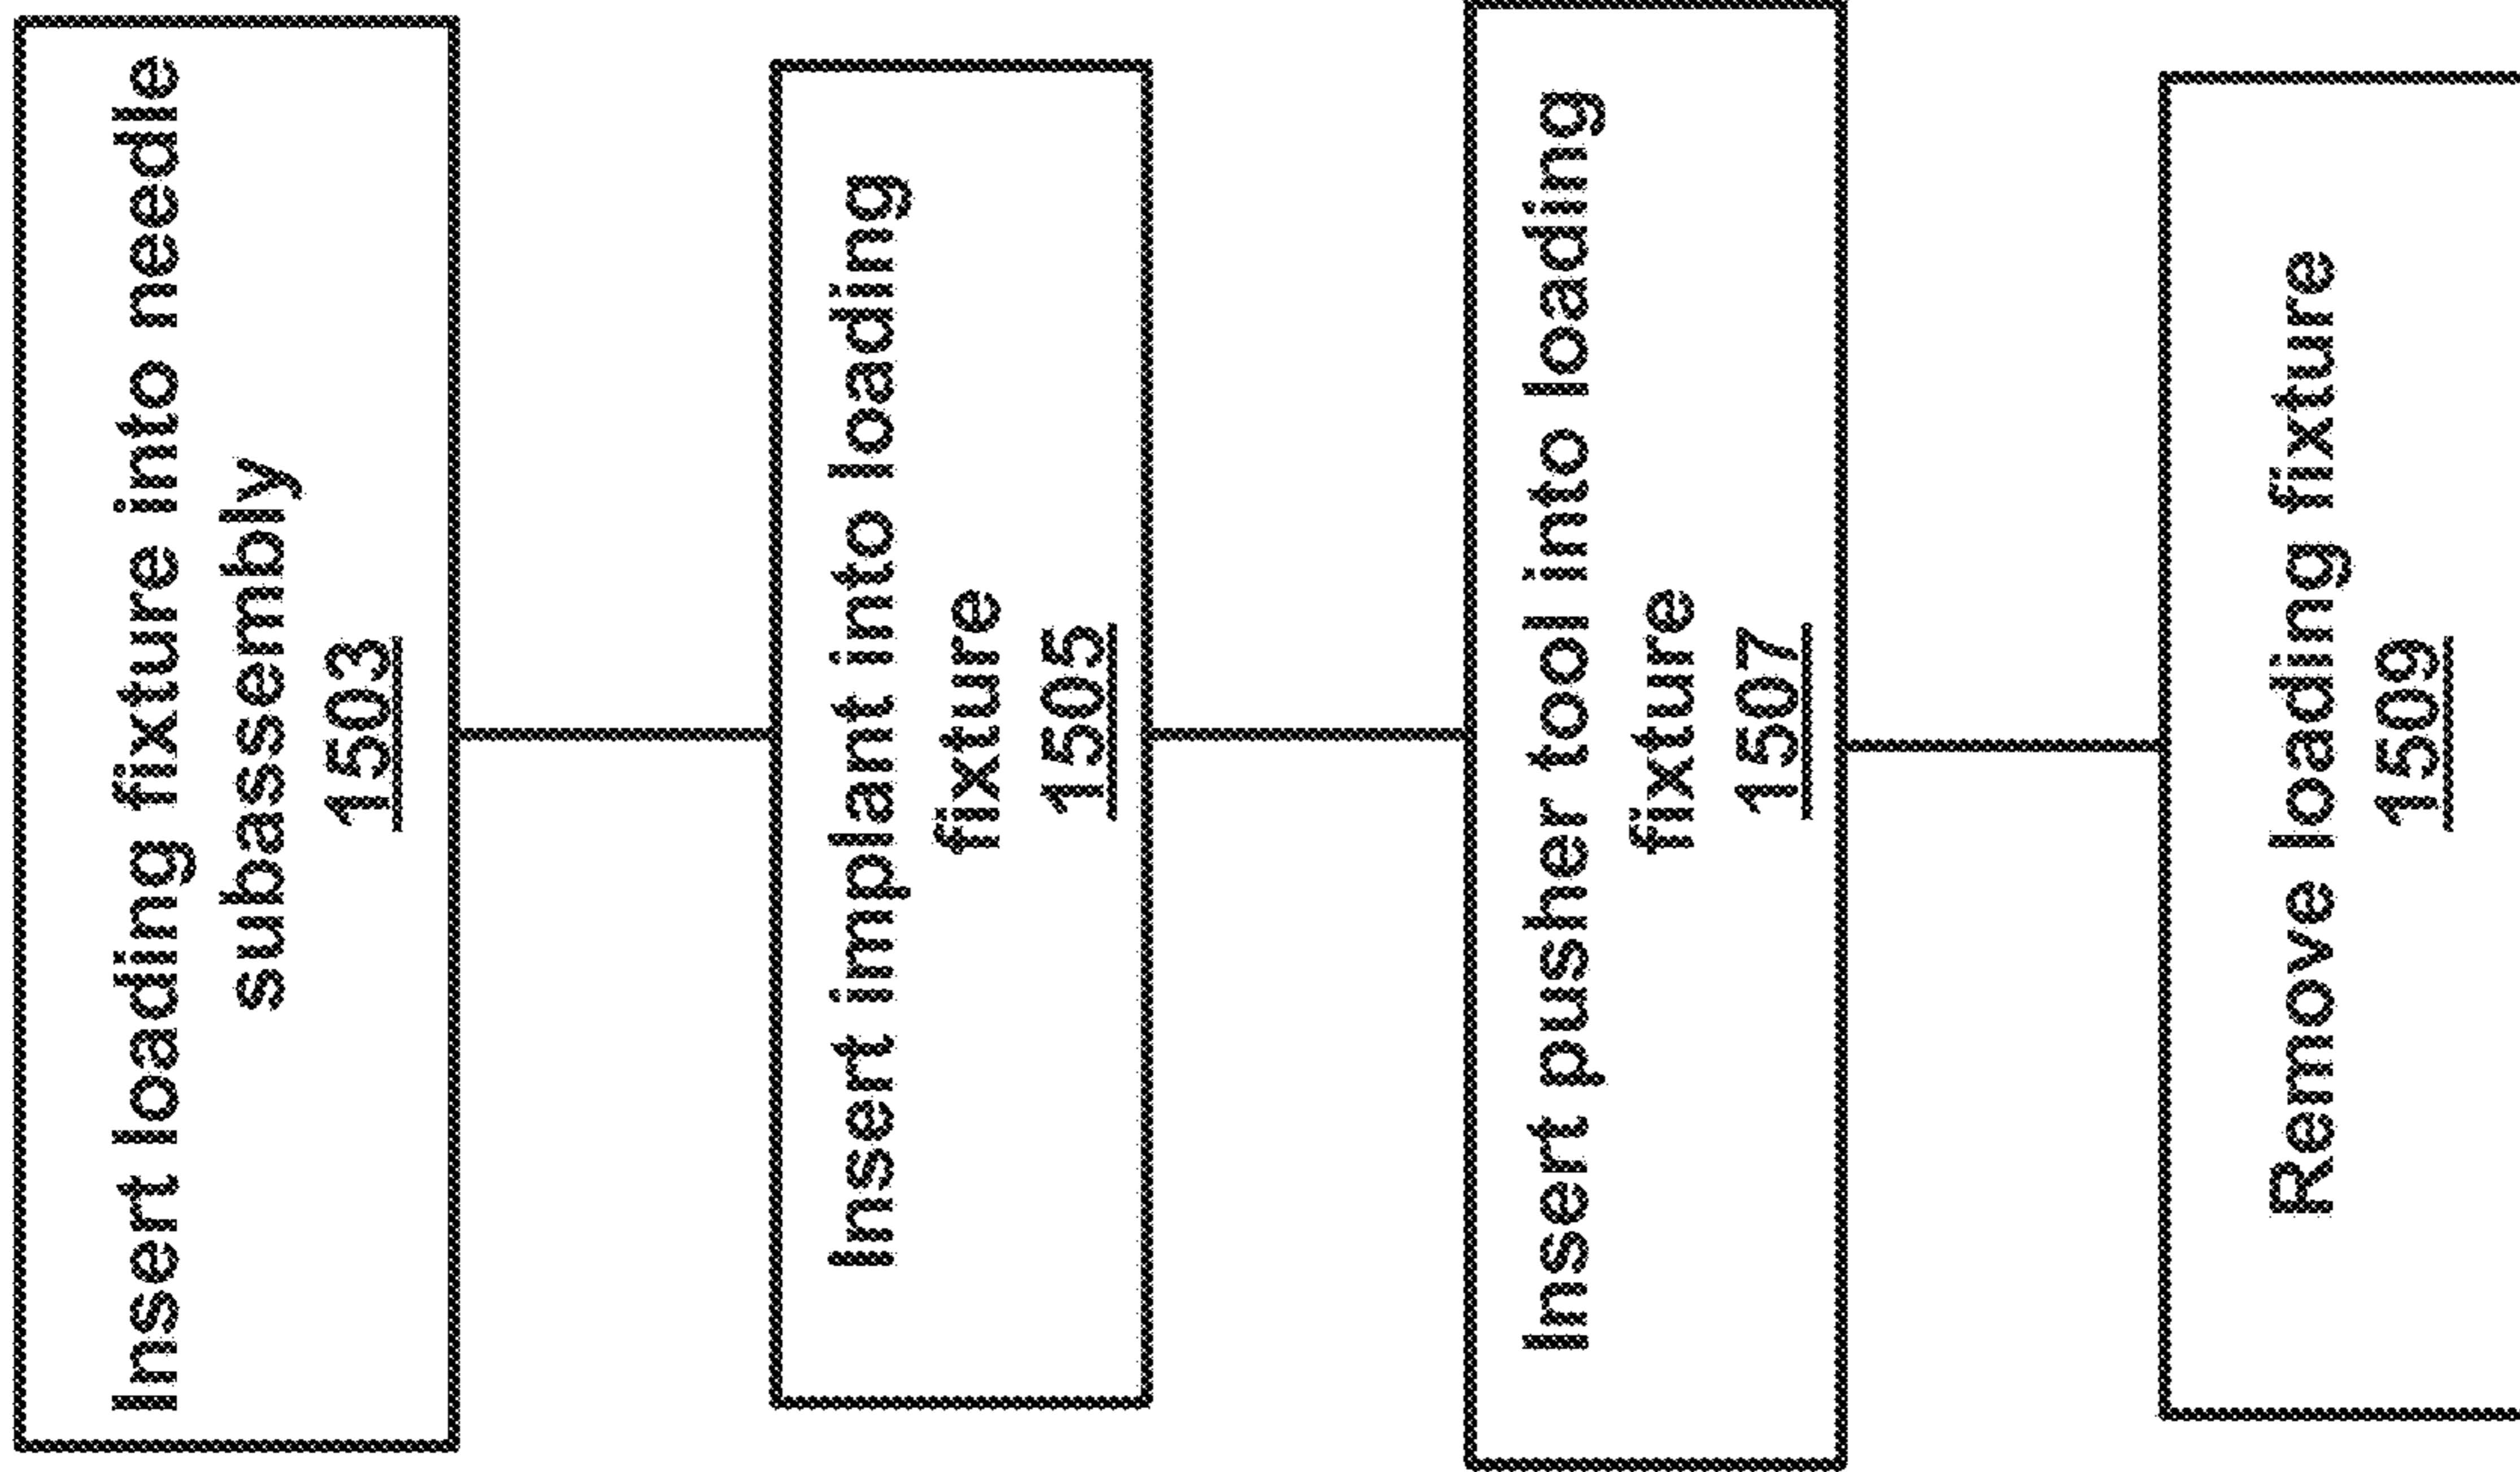 Insert loading fixture into needle
subassembly
1503
Insert implant into loading
fixture
1505
Insert pusher tool into loading
fixture
1507
Remove loading fixture
1509